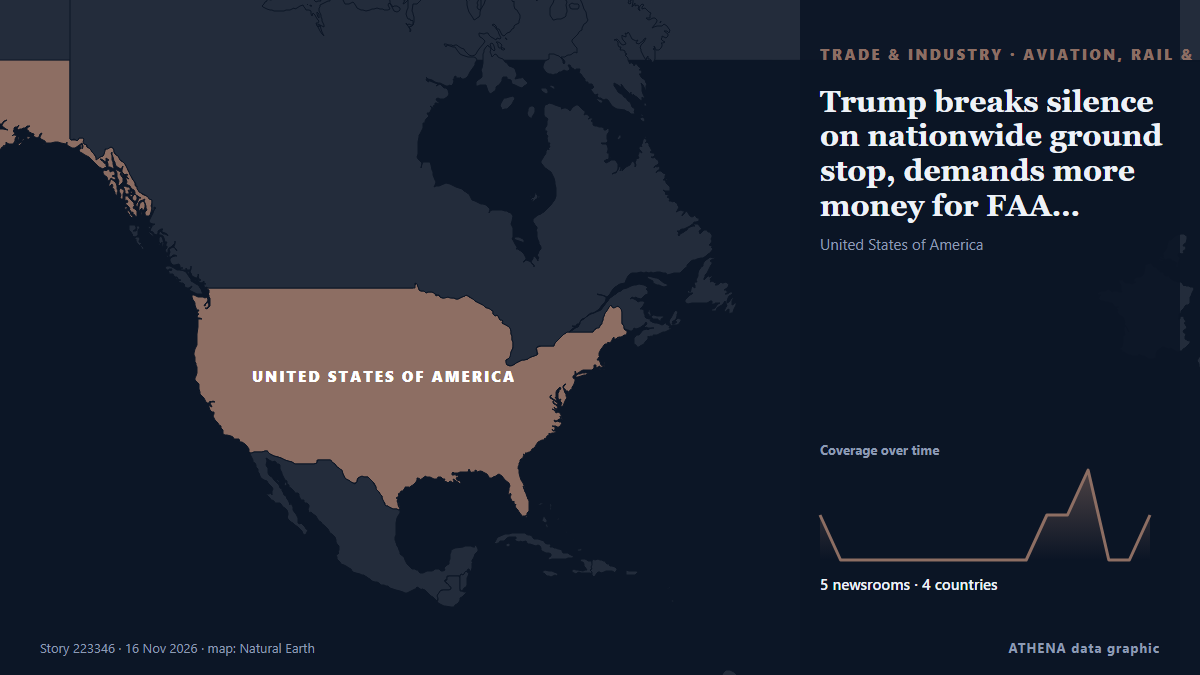 TRADE & INDUSTRY · AVIATION, RAIL &
Trump breaks silence
on nationwide ground
stop, demands more
money for FAA...
United States of America
UNITED STATES OF AMERICA
Coverage over time
5 newsrooms · 4 countries
Story 223346 · 16 Nov 2026 · map: Natural Earth
ATHENA data graphic